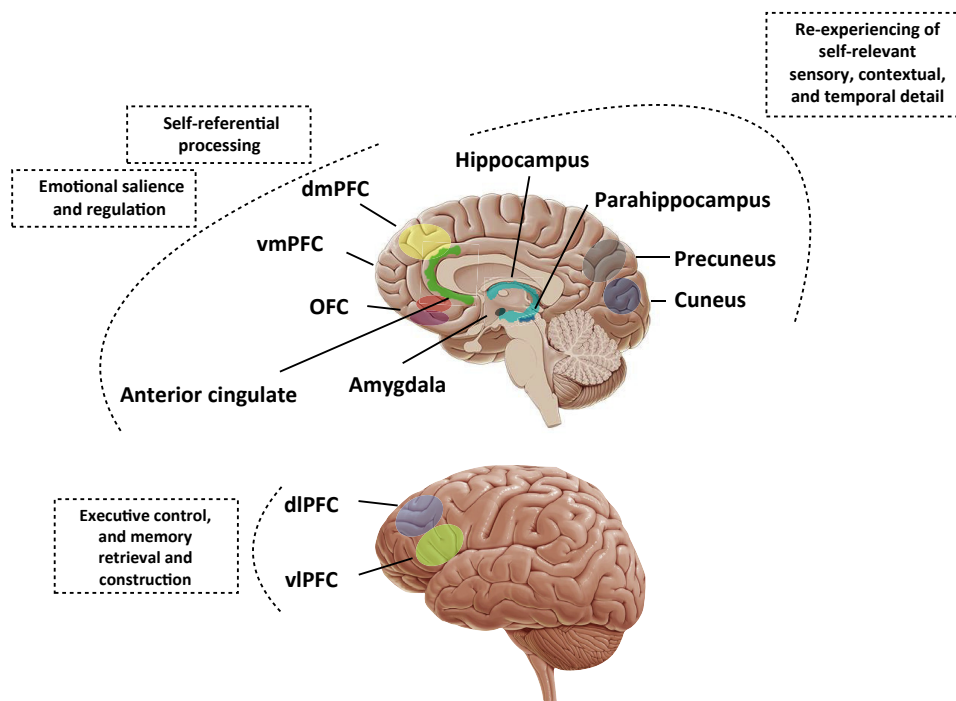 Re-experiencing of
self-relevant
sensory, contextual,
and temporal detail
Self-referential
processing
Emotional salience
and regulation
Hippocampus
dmPFC
Parahippocampus
vmPFC
Precuneus
Cuneus
OFC
Amygdala
Anterior cingulate
dlPFC
Executive control,
and memory
retrieval and
construction
vlPFC